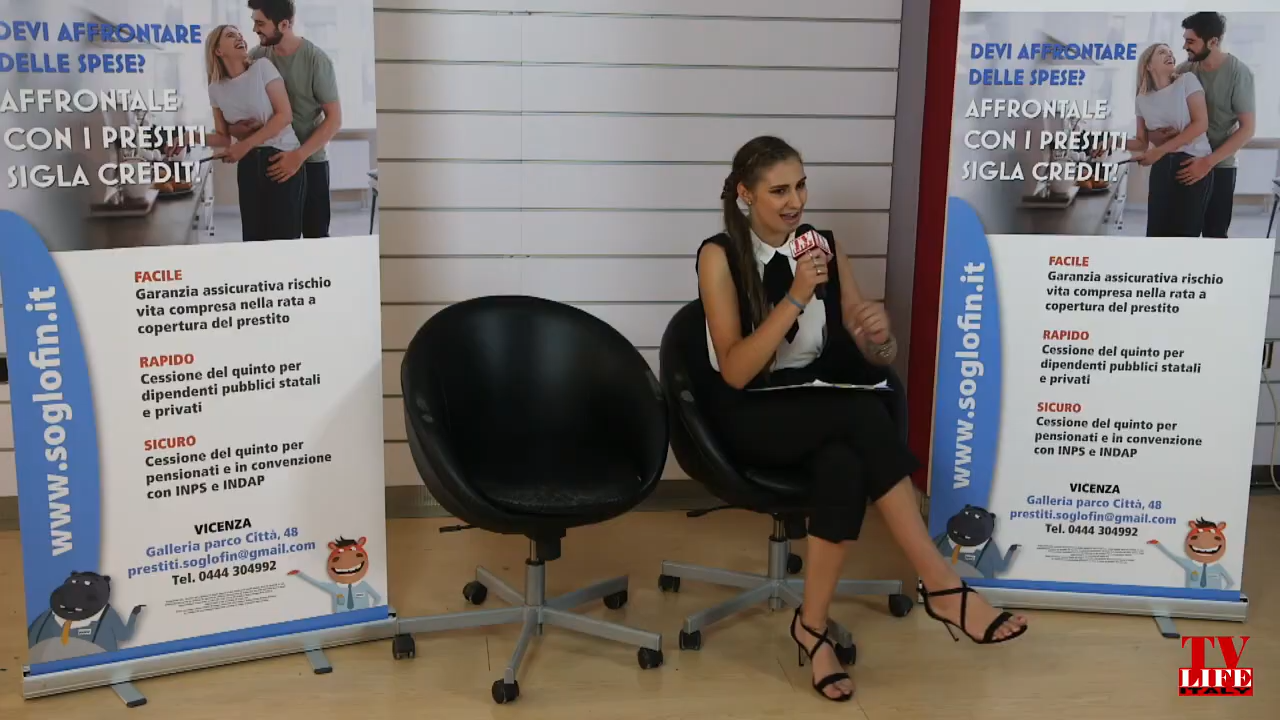 DEVI AFFRONTARE
DELLE SPESE?
AFFRONTALE
CON I PRESTITI
SIGLA CREDIT!
www.soglofin.it
FACILE
Garanzia assicurativa rischio
vita compresa nella rata a
copertura del prestito
RAPIDO
Cessione del quinto per
dipendenti pubblici statali
e privati
SICURO
Cessione del quinto per
pensionati e in convenzione
con INPS e INDAP
VICENZA
Galleria parco Città, 48
prestiti.soglofin@gmail.com
Tel. 0444 304992
TV
DEVI AFFRONTARE
DELLE SPESE?
AFFRONTALE
CON I PRESTITI
SIGLA CREDIT!
www.soglofin.it
FACILE
Garanzia assicurativa rischio
vita compresa nella rata a
copertura del prestito
RAPIDO
Cessione del quinto per
dipendenti pubblici statali
e privati
SICURO
Cessione del quinto per
pensionati e in convenzione
con INPS e INDAP
VICENZA
Galleria parco Città, 48
prestiti.soglofin@gmail.com
Tel. 0444 304992
TV
LIFE
ITALY